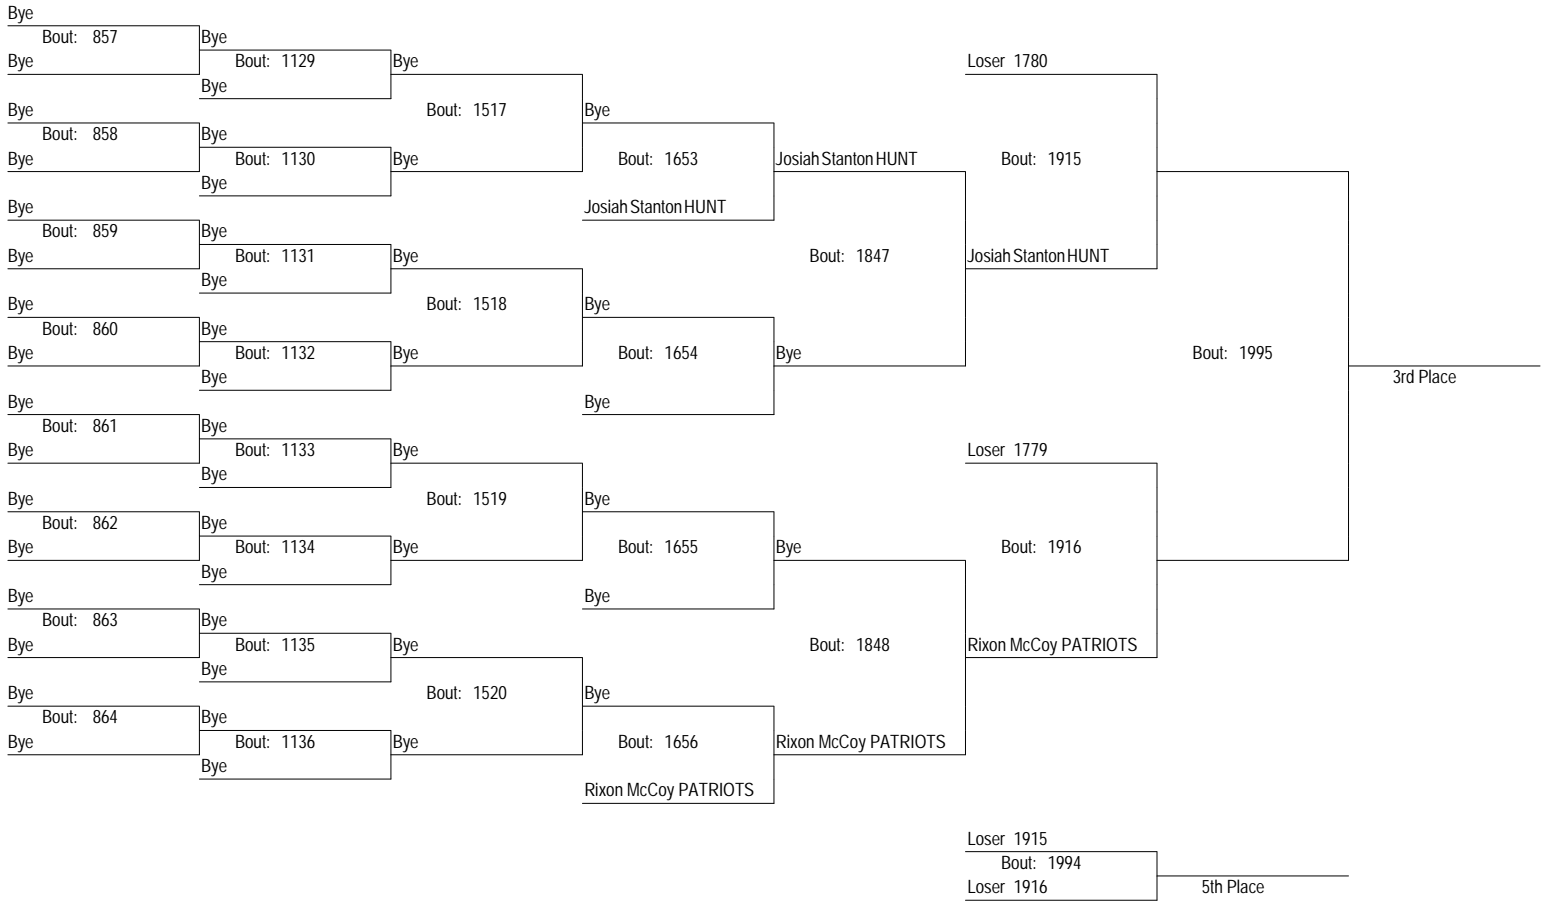 Bye
Bout: 857
Bye
Bye
Bout: 1129
Bye
Bye
Bout: 858
Bye
Bye
Bout: 1130
Bye
Bye
Bout: 859
Bye
Bye
Bout: 1131
Bye
Bye
Bout: 860
Bye
Bye
Bout: 1132
Bye
Bye
Bout: 861
Bye
Bye
Bout: 1133
Bye
Bye
Bout: 862
Bye
Bye
Bout: 1134
Bye
Bye
Bout: 863
Bye
Bye
Bout: 1135
Bye
Bye
Bout: 864
Bye
Bye
Bout: 1136
Bye
Bye
Bout: 1517
Bye
Bye
Bout: 1518
Bye
Bye
Bout: 1519
Bye
Bye
Bout: 1520
Bye
Bye
Bout: 1653
Josiah Stanton HUNT
Bye
Bout: 1654
Bye
Bye
Bout: 1655
Bye
Bye
Bout: 1656
Rixon McCoy PATRIOTS
Josiah Stanton HUNT
Bout: 1847
Bye
Bye
Bout: 1848
Rixon McCoy PATRIOTS
Loser 1780
Bout: 1915
Josiah Stanton HUNT
Loser 1779
Bout: 1916
Rixon McCoy PATRIOTS
Bout: 1995
3rd Place
Loser 1915
Bout: 1994
Loser 1916
5th Place